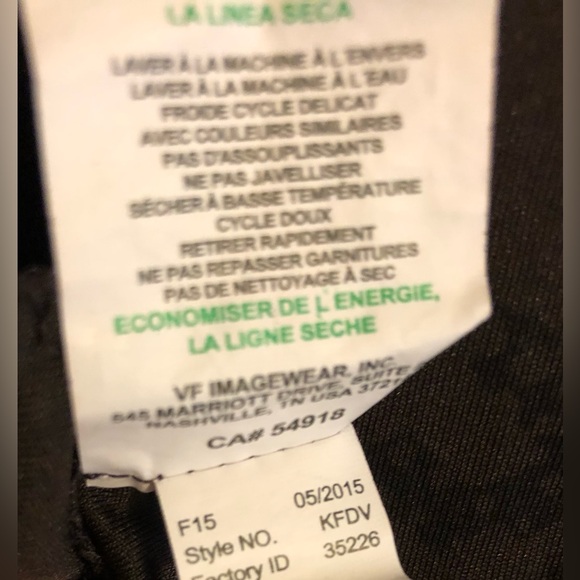 LA LINEA SECA
LAVER À LA MACHINE À L'ENVERS
LAVER À LA MACHINE À L'EAU
FROIDE CYCLE DELICAT
AVEC COULEURS SIMILAIRES
PAS D'ASSOUPLISSANTS
NE PAS JAVELLISER
SÉCHER À BASSE TEMPÉRATURE
CYCLE DOUX
RETIRER RAPIDEMENT
NE PAS REPASSER GARNITURES
PAS DE NETTOYAGE À SEC
ECONOMISER DE L'ENERGIE,
LA LIGNE SECHE
VF IMAGEWEAR, INC.
545 MARRIOTT DRIVE, SUITE
NASHVILLE, TN USA 3721
CA# 54918
F15 05/2015
Style NO. KFDV
Factory ID 35226